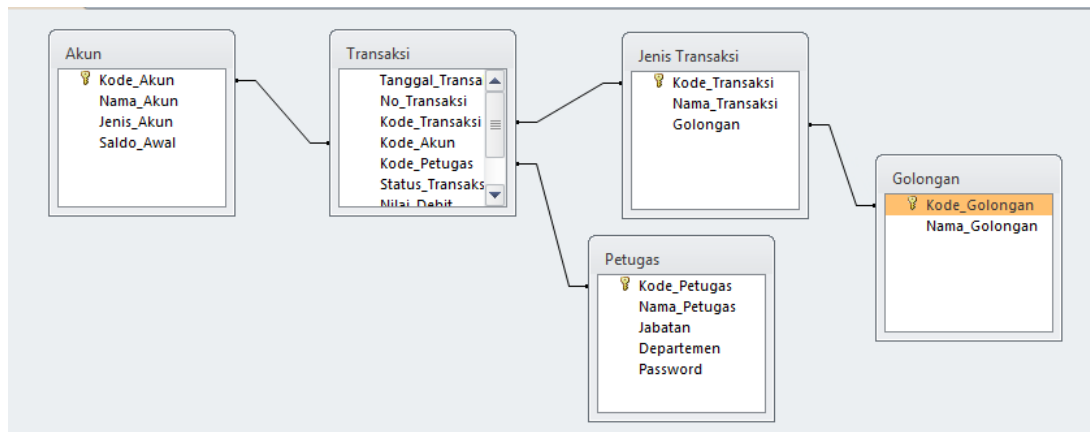 Akun
Kode_Akun
Nama_Akun
Jenis_Akun
Saldo_Awal
Transaksi
Tanggal_Transa
No_Transaksi
Kode_Transaksi
Kode_Akun
Kode_Petugas
Status_Transaks
Nilai_Debit
Jenis Transaksi
Kode_Transaksi
Nama_Transaksi
Golongan
Golongan
Kode_Golongan
Nama_Golongan
Petugas
Kode_Petugas
Nama_Petugas
Jabatan
Departemen
Password